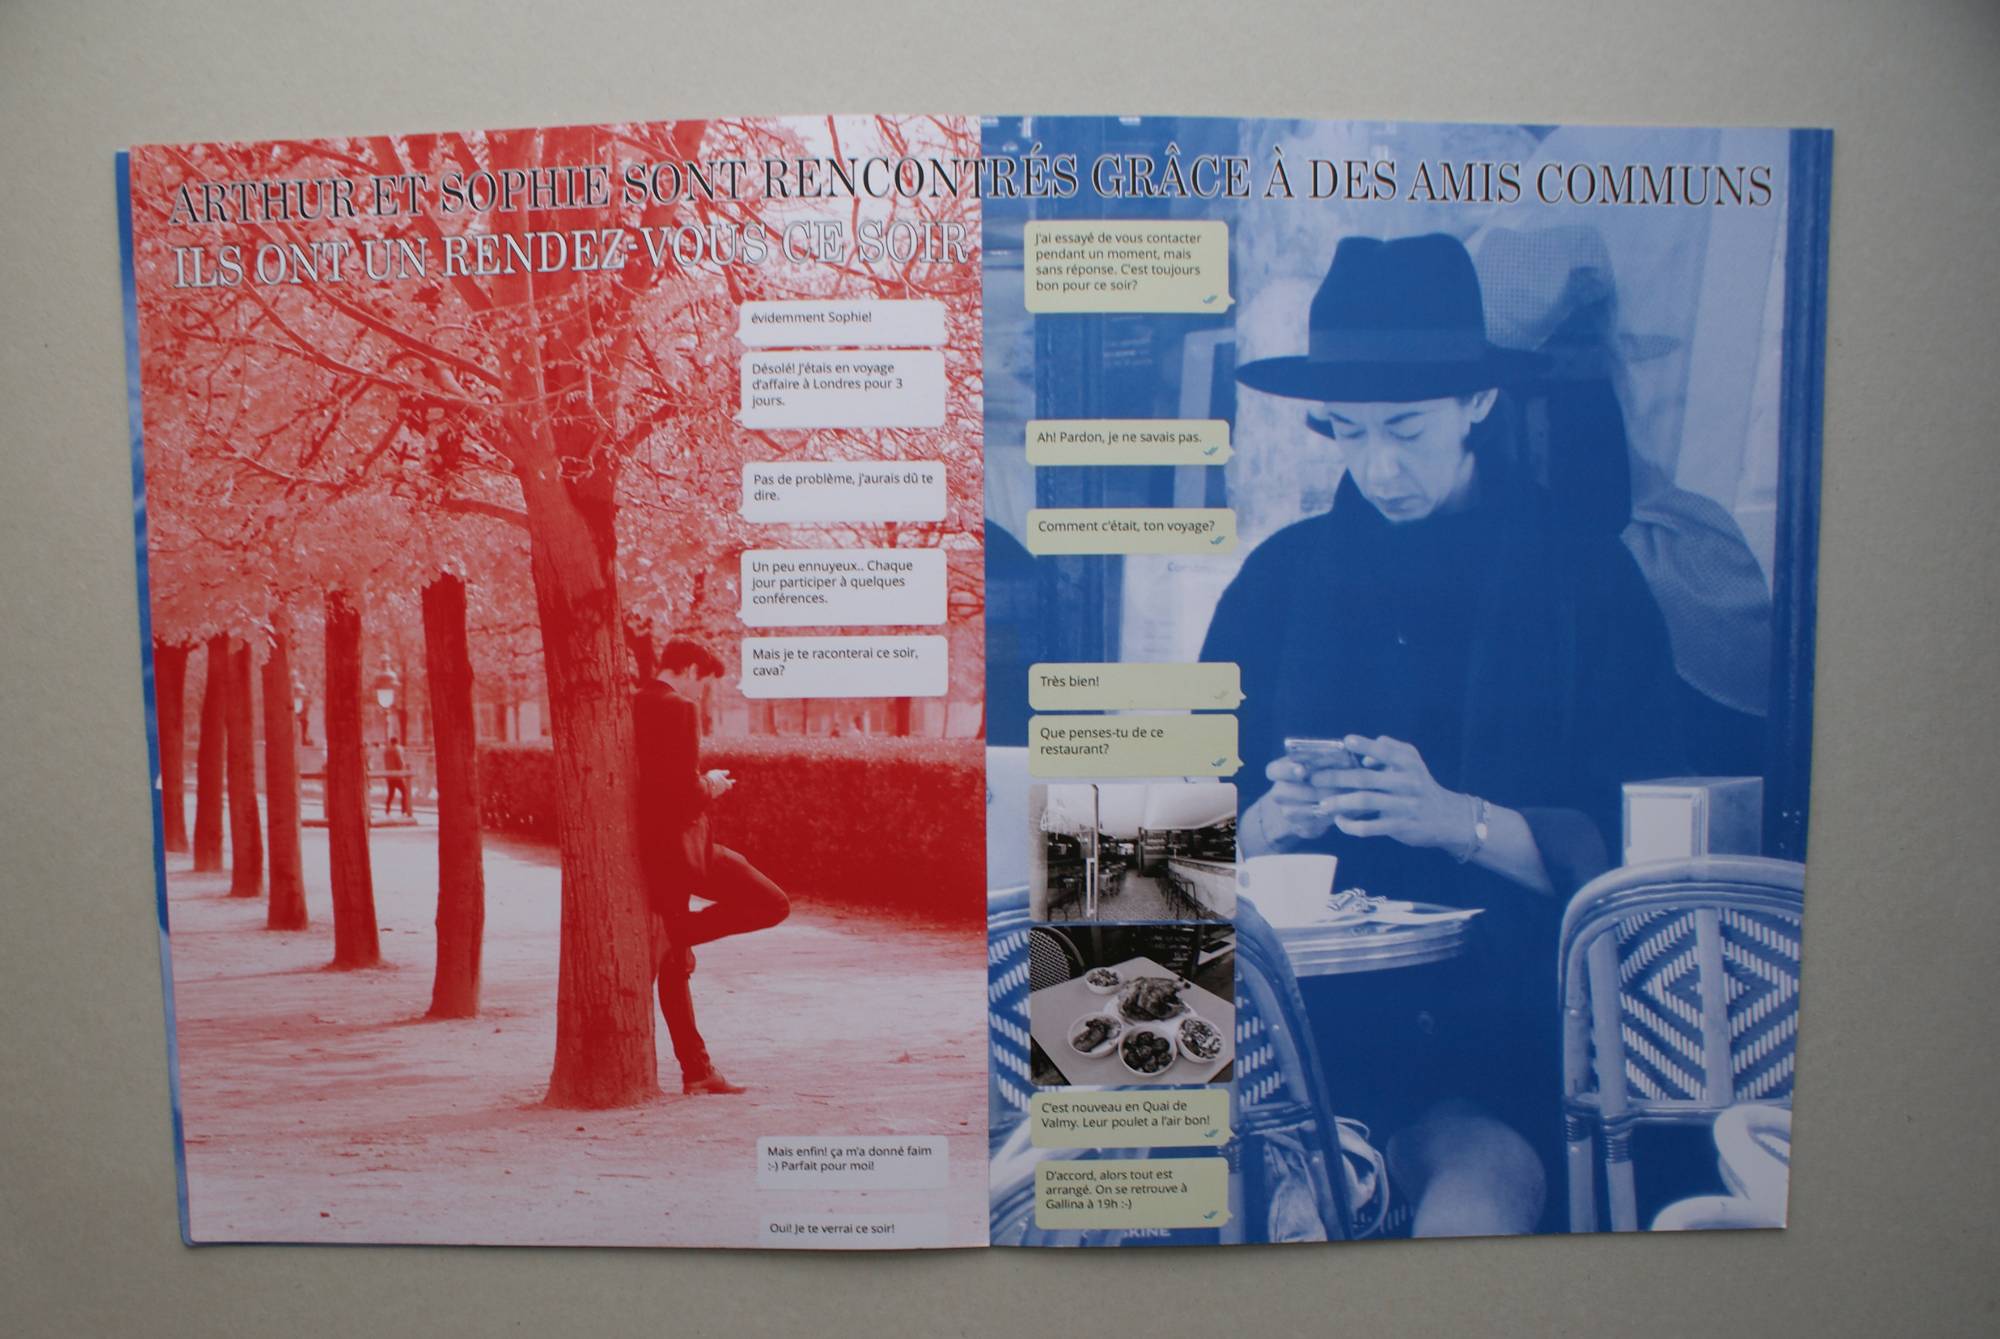 ARTHUR ET SOPHIE SONT RENCONTRÉS GRÂCE À DES AMIS COMMUNS
ILS ONT UN RENDEZ-VOUS CE SOIR
J'ai essayé de vous contacter
pendant un moment, mais
sans réponse. C'est toujours
bon pour ce soir?
évidemment Sophie!
Désolé! J'étais en voyage
d'affaire à Londres pour 3
jours.
Ah! Pardon, je ne savais pas.
Pas de problème, j'aurais dû te
dire.
Comment c'était, ton voyage?
Un peu ennuyeux.. Chaque
jour participer à quelques
conférences.
Mais je te raconterai ce soir,
cava?
Très bien!
Que penses-tu de ce
restaurant?
C'est nouveau en Quai de
Valmy. Leur poulet a l'air bon!
Mais enfin! ça m'a donné faim
:-) Parfait pour moi!
D'accord, alors tout est
arrangé. On se retrouve à
Gallina à 19h :-)
Oui! Je te verrai ce soir!